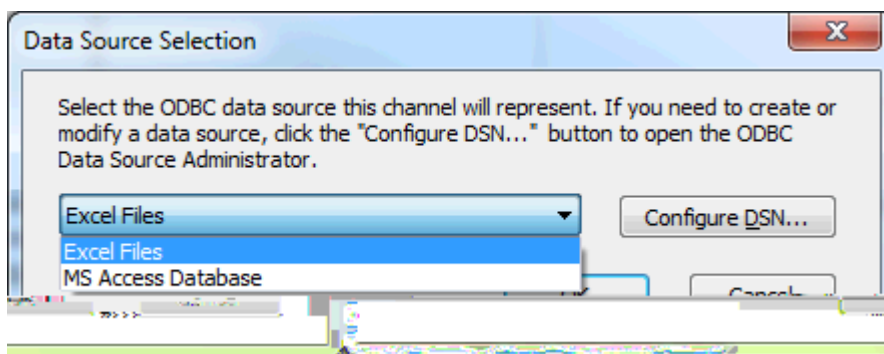 Data Source Selection
Select the ODBC data source this channel will represent. If you need to create or
modify a data source, click the "Configure DSN..." button to open the ODBC
Data Source Administrator.
Excel Files
Configure DSN...
Excel Files
MS Access Database